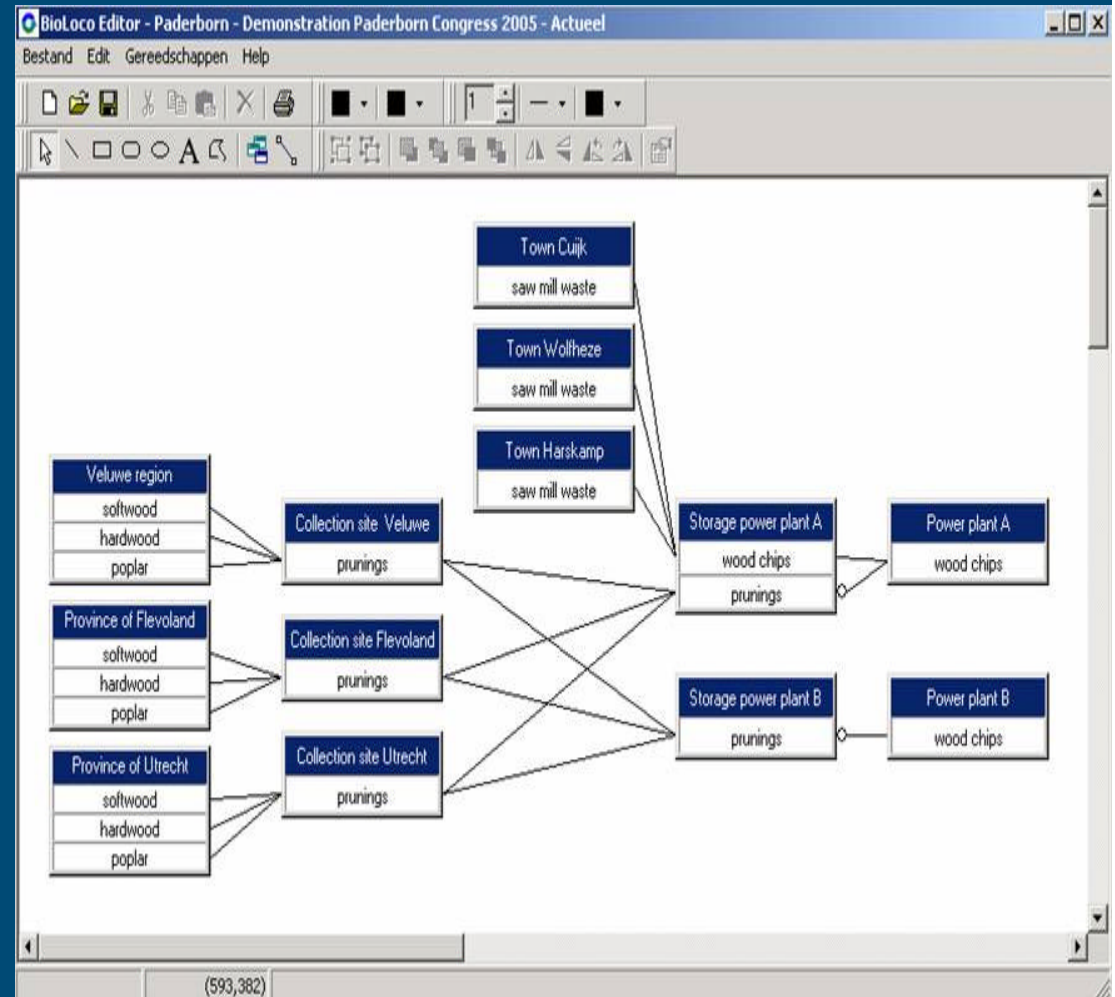 BioLoco Editor - Paderborn - Demonstration Paderborn Congress 2005 - Actueel
Bestand Edit Gereedschappen Help
1
A
Town Cuijk
saw mill waste
Town Wolfheze
saw mill waste
Town Harskamp
saw mill waste
Veluwe region
softwood
hardwood
poplar
Province of Flevoland
softwood
hardwood
poplar
Province of Utrecht
softwood
hardwood
poplar
Collection site Veluwe
prunings
Collection site Flevoland
prunings
Collection site Utrecht
prunings
Storage power plant A
wood chips
prunings
Storage power plant B
prunings
Power plant A
wood chips
Power plant B
wood chips
(593,382)